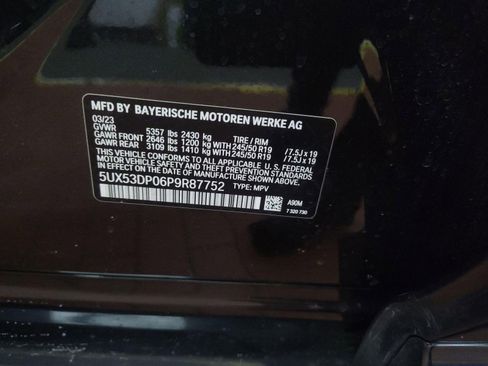 MFD BY BAYERISCHE MOTOREN WERKE AG
03/23
GVWR 5357 lbs 2430 kg TIRE / RIM
GAWR FRONT 2646 lbs 1200 kg WITH 245/50 R19 /7.5J x 19
GAWR REAR 3109 lbs 1410 kg WITH 245/50 R19 /7.5J x 19
THIS VEHICLE CONFORMS TO ALL APPLICABLE U.S. FEDERAL
MOTOR VEHICLE SAFETY AND THEFT PREVENTION STANDARDS
IN EFFECT ON THE DATE OF MANUFACTURE SHOWN ABOVE.
5UX53DP06P9R87752 TYPE: MPV
A90M
T 320 730